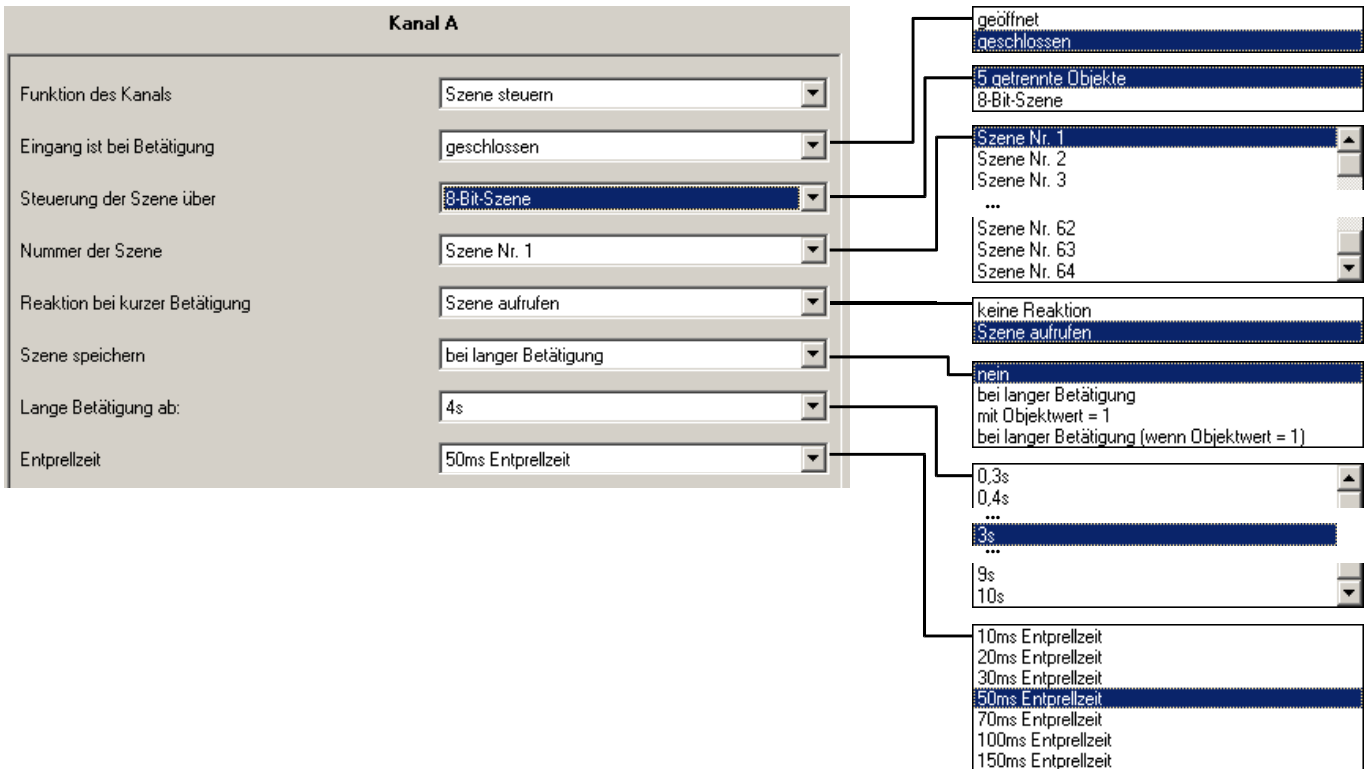 Kanal A
Funktion des Kanals
Szene steuern
Eingang ist bei Betätigung
geschlossen
Steuerung der Szene über
8-Bit-Szene
Nummer der Szene
Szene Nr. 1
Reaktion bei kurzer Betätigung
Szene aufrufen
Szene speichern
bei langer Betätigung
Lange Betätigung ab:
4s
Entprellzeit
50ms Entprellzeit
geöffnet
geschlossen
5 getrennte Objekte
8-Bit-Szene
Szene Nr. 1
Szene Nr. 2
Szene Nr. 3
...
Szene Nr. 62
Szene Nr. 63
Szene Nr. 64
keine Reaktion
Szene aufrufen
nein
bei langer Betätigung
mit Objektwert = 1
bei langer Betätigung (wenn Objektwert = 1)
0,3s
0,4s
...
3s
...
9s
10s
10ms Entprellzeit
20ms Entprellzeit
30ms Entprellzeit
50ms Entprellzeit
70ms Entprellzeit
100ms Entprellzeit
150ms Entprellzeit